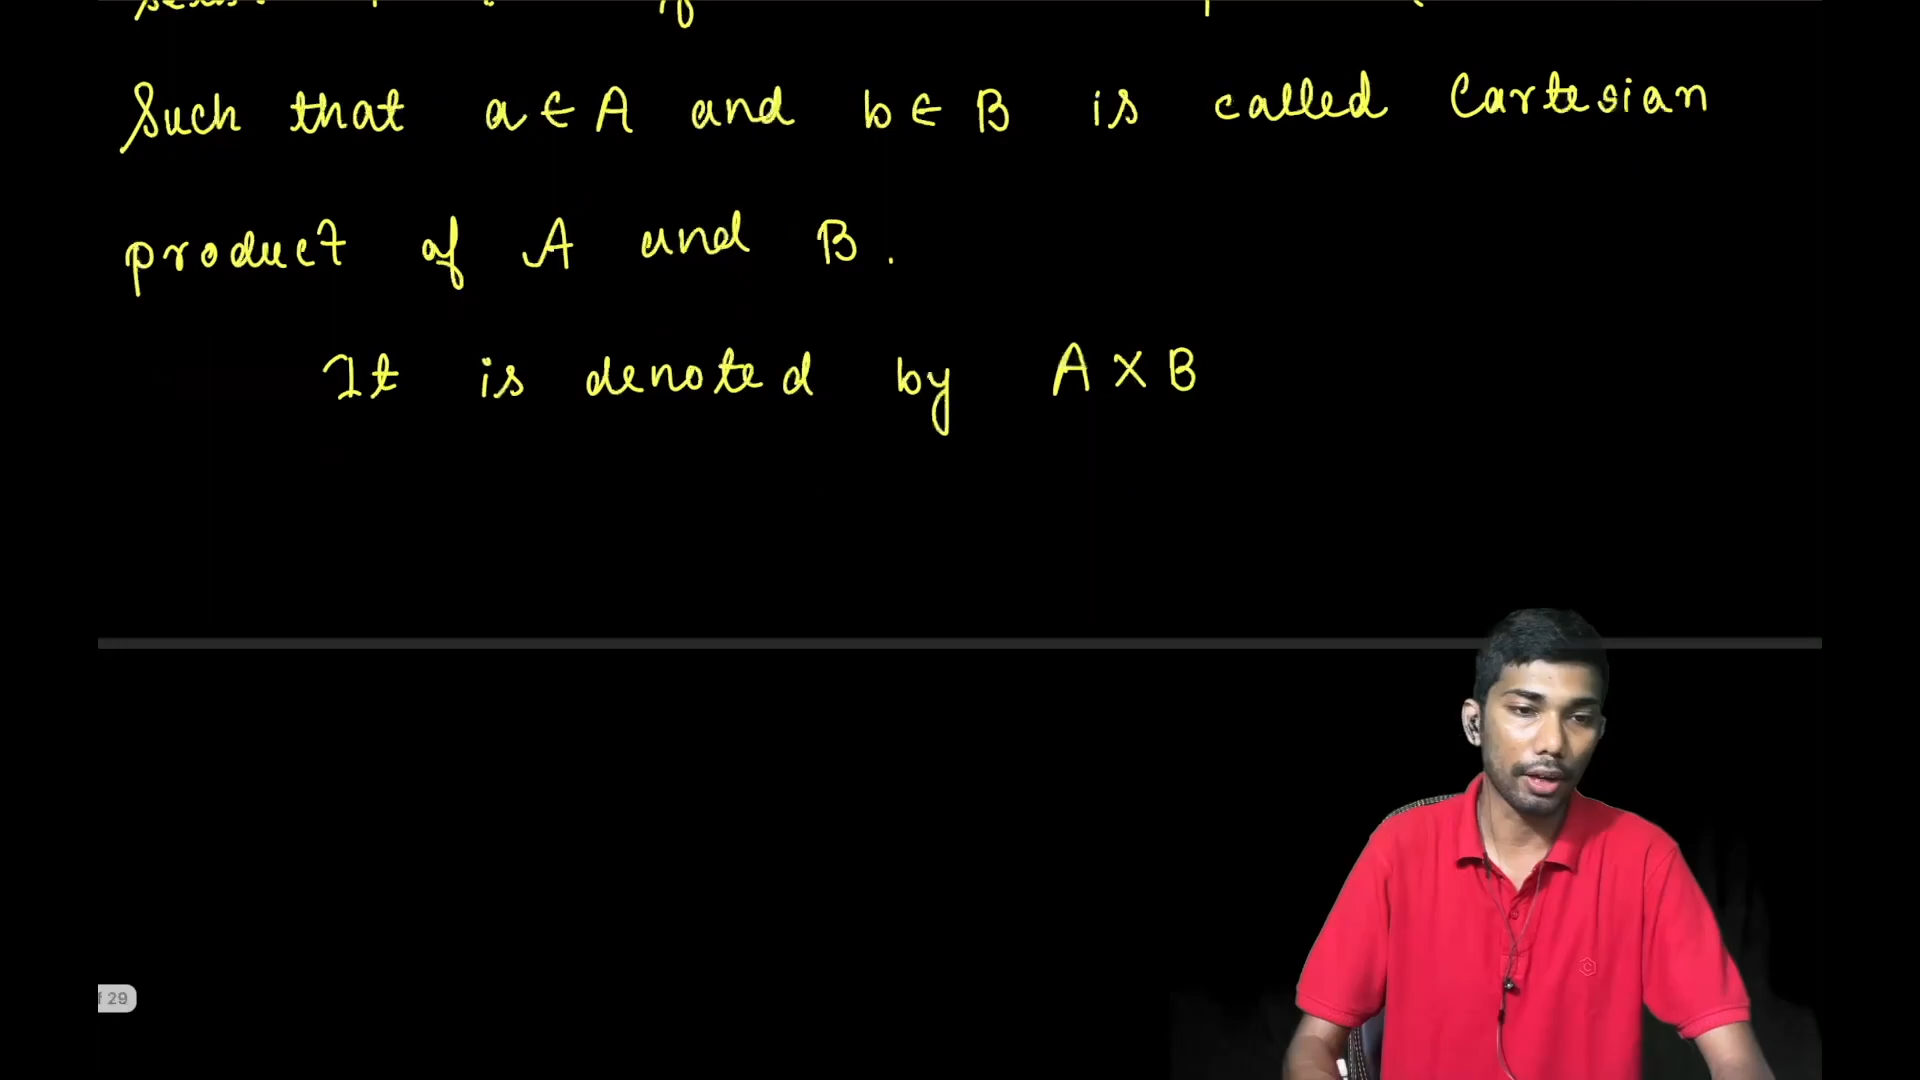 Such that a ∈ A and b ∈ B is called Cartesian
product of A and B.
It is denoted by A × B
f 29